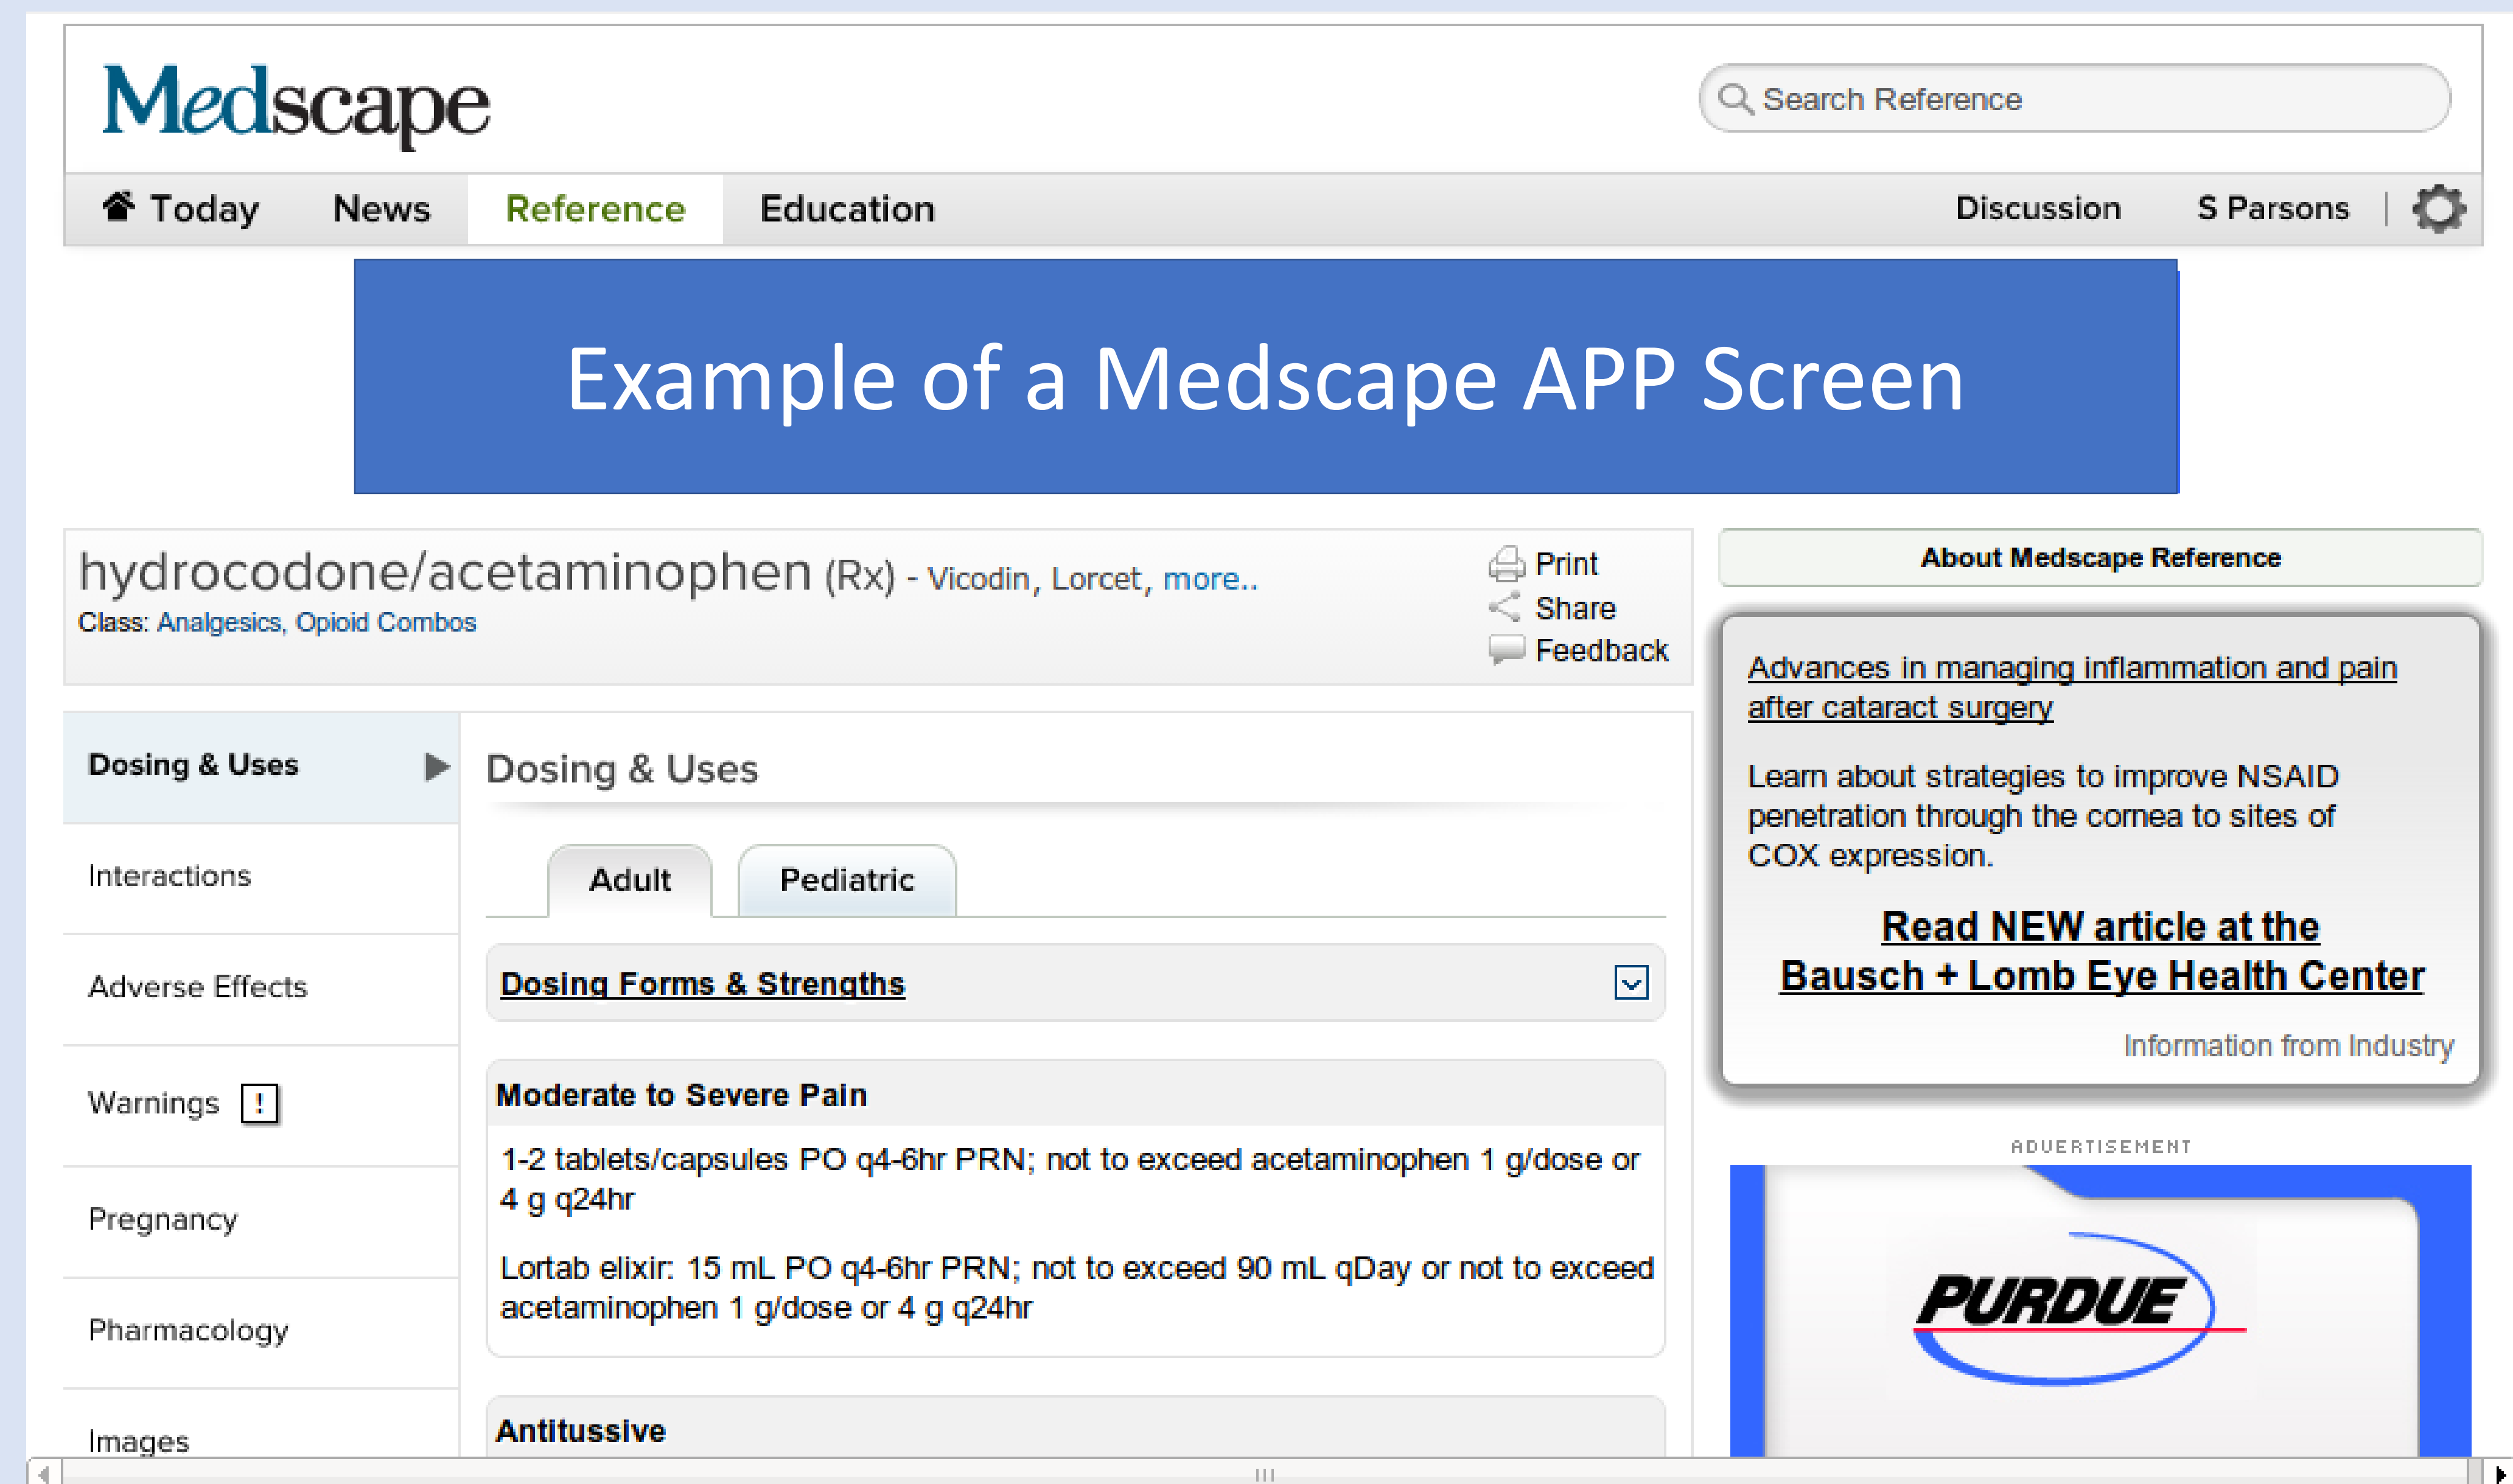 Medscape
Search Reference
Today News Reference Education Discussion S Parsons
Example of a Medscape APP Screen
hydrocodone/acetaminophen (Rx) - Vicodin, Lorcet, more..
Class: Analgesics, Opioid Combos
Print
Share
Feedback
About Medscape Reference
Advances in managing inflammation and pain
after cataract surgery
Learn about strategies to improve NSAID
penetration through the cornea to sites of
COX expression.
Read NEW article at the
Bausch + Lomb Eye Health Center
Information from Industry
ADVERTISEMENT
PURDUE
Dosing & Uses
Interactions
Adverse Effects
Warnings !
Pregnancy
Pharmacology
Images
Dosing & Uses
Adult Pediatric
Dosing Forms & Strengths
Moderate to Severe Pain
1-2 tablets/capsules PO q4-6hr PRN; not to exceed acetaminophen 1 g/dose or
4 g q24hr
Lortab elixir: 15 mL PO q4-6hr PRN; not to exceed 90 mL qDay or not to exceed
acetaminophen 1 g/dose or 4 g q24hr
Antitussive